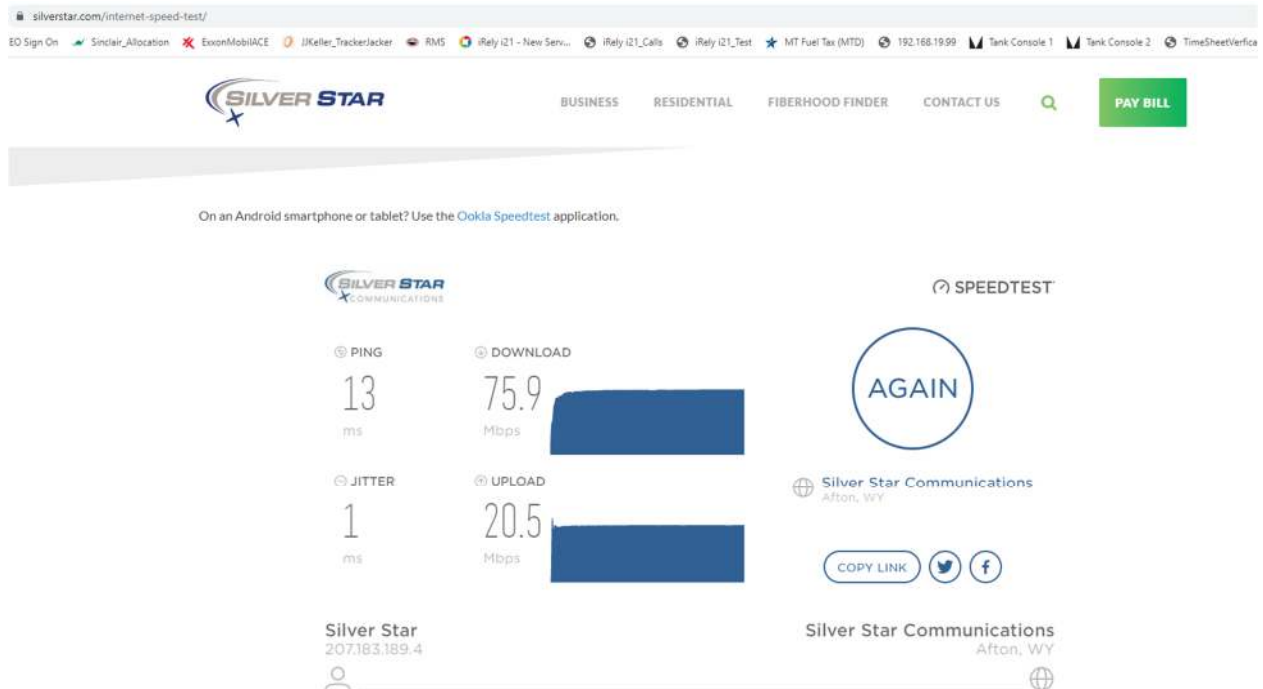 silverstar.com/internet-speed-test/
EO Sign On Sinclair_Allocation ExxonMobilACE JJKeller_TrackerJacker RMS iRely i21 - New Serv... iRely i21_Calls iRely i21_Test MT Fuel Tax (MTD) 192.168.19.99 Tank Console 1 Tank Console 2 TimeSheetVerfica
SILVER STAR BUSINESS RESIDENTIAL FIBERHOOD FINDER CONTACT US PAY BILL
On an Android smartphone or tablet? Use the Ookla Speedtest application.
SILVER STAR
COMMUNICATIONS
SPEEDTEST
PING DOWNLOAD
13 75.9
ms Mbps
AGAIN
JITTER UPLOAD
1 20.5
ms Mbps
Silver Star Communications
Afton, WY
COPY LINK
Silver Star Silver Star Communications
207.183.189.4 Afton, WY